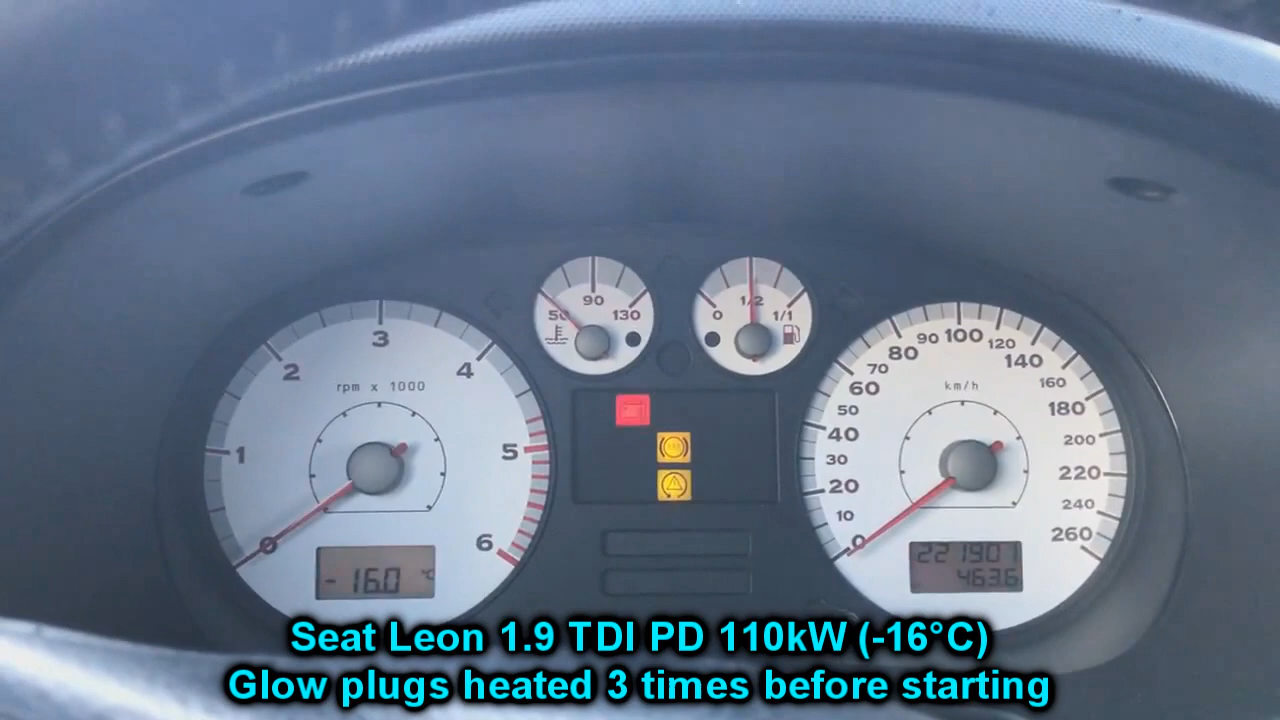 50 90 130
0 1/2 1/1
rpm x 1000
0 1 2 3 4 5 6
-16.0 °C
km/h
0 10 20 30 40 50 60 70 80 90 100 120 140 160 180 200 220 240 260
221901
463.6
Seat Leon 1.9 TDI PD 110kW (-16°C)
Glow plugs heated 3 times before starting